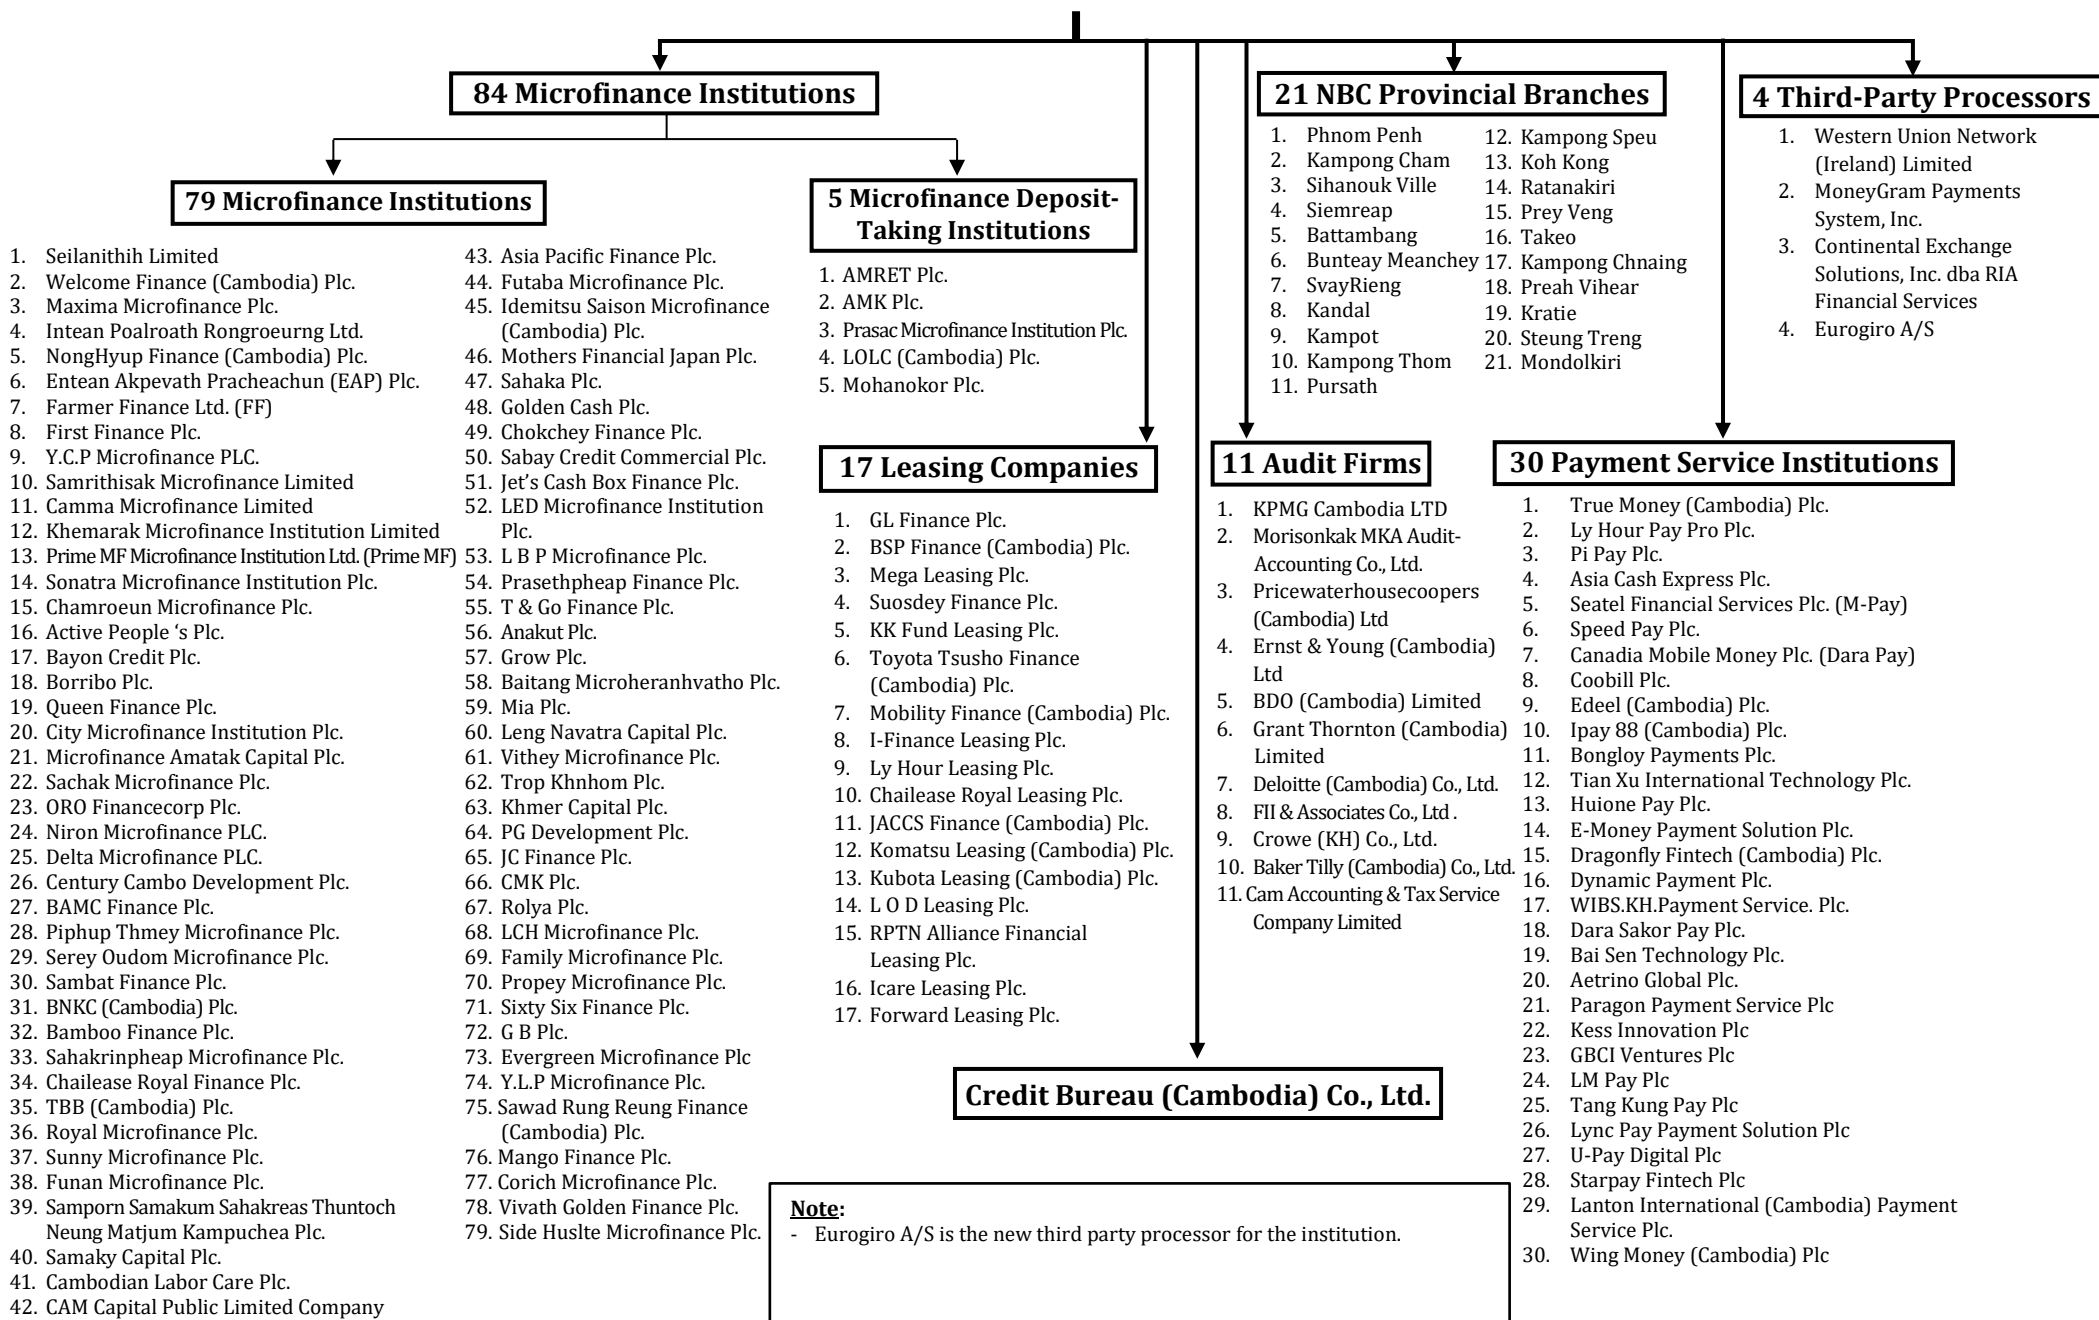 84 Microfinance Institutions
79 Microfinance Institutions
1. Seilanithih Limited
2. Welcome Finance (Cambodia) Plc.
3. Maxima Microfinance Plc.
4. Intean Poalroath Rongroeurng Ltd.
5. NongHyup Finance (Cambodia) Plc.
6. Entean Akpevath Pracheachun (EAP) Plc.
7. Farmer Finance Ltd. (FF)
8. First Finance Plc.
9. Y.C.P Microfinance PLC.
10. Samrithisak Microfinance Limited
11. Camma Microfinance Limited
12. Khemarak Microfinance Institution Limited
13. Prime MF Microfinance Institution Ltd. (Prime MF)
14. Sonatra Microfinance Institution Plc.
15. Chamroeun Microfinance Plc.
16. Active People ‘s Plc.
17. Bayon Credit Plc.
18. Borribo Plc.
19. Queen Finance Plc.
20. City Microfinance Institution Plc.
21. Microfinance Amatak Capital Plc.
22. Sachak Microfinance Plc.
23. ORO Financecorp Plc.
24. Niron Microfinance PLC.
25. Delta Microfinance PLC.
26. Century Cambo Development Plc.
27. BAMC Finance Plc.
28. Piphup Thmey Microfinance Plc.
29. Serey Oudom Microfinance Plc.
30. Sambat Finance Plc.
31. BNKC (Cambodia) Plc.
32. Bamboo Finance Plc.
33. Sahakrinpheap Microfinance Plc.
34. Chailease Royal Finance Plc.
35. TBB (Cambodia) Plc.
36. Royal Microfinance Plc.
37. Sunny Microfinance Plc.
38. Funan Microfinance Plc.
39. Samporn Samakum Sahakreas Thuntoch
Neung Matjum Kampuchea Plc.
40. Samaky Capital Plc.
41. Cambodian Labor Care Plc.
42. CAM Capital Public Limited Company
43. Asia Pacific Finance Plc.
44. Futaba Microfinance Plc.
45. Idemitsu Saison Microfinance
(Cambodia) Plc.
46. Mothers Financial Japan Plc.
47. Sahaka Plc.
48. Golden Cash Plc.
49. Chokchey Finance Plc.
50. Sabay Credit Commercial Plc.
51. Jet’s Cash Box Finance Plc.
52. LED Microfinance Institution
Plc.
53. L B P Microfinance Plc.
54. Prasethpheap Finance Plc.
55. T & Go Finance Plc.
56. Anakut Plc.
57. Grow Plc.
58. Baitang Microheranhvatho Plc.
59. Mia Plc.
60. Leng Navatra Capital Plc.
61. Vithey Microfinance Plc.
62. Trop Khnhom Plc.
63. Khmer Capital Plc.
64. PG Development Plc.
65. JC Finance Plc.
66. CMK Plc.
67. Rolya Plc.
68. LCH Microfinance Plc.
69. Family Microfinance Plc.
70. Propey Microfinance Plc.
71. Sixty Six Finance Plc.
72. G B Plc.
73. Evergreen Microfinance Plc
74. Y.L.P Microfinance Plc.
75. Sawad Rung Reung Finance
(Cambodia) Plc.
76. Mango Finance Plc.
77. Corich Microfinance Plc.
78. Vivath Golden Finance Plc.
79. Side Huslte Microfinance Plc.
5 Microfinance Deposit-
Taking Institutions
1. AMRET Plc.
2. AMK Plc.
3. Prasac Microfinance Institution Plc.
4. LOLC (Cambodia) Plc.
5. Mohanokor Plc.
17 Leasing Companies
1. GL Finance Plc.
2. BSP Finance (Cambodia) Plc.
3. Mega Leasing Plc.
4. Suosdey Finance Plc.
5. KK Fund Leasing Plc.
6. Toyota Tsusho Finance
(Cambodia) Plc.
7. Mobility Finance (Cambodia) Plc.
8. I-Finance Leasing Plc.
9. Ly Hour Leasing Plc.
10. Chailease Royal Leasing Plc.
11. JACCS Finance (Cambodia) Plc.
12. Komatsu Leasing (Cambodia) Plc.
13. Kubota Leasing (Cambodia) Plc.
14. L O D Leasing Plc.
15. RPTN Alliance Financial
Leasing Plc.
16. Icare Leasing Plc.
17. Forward Leasing Plc.
Credit Bureau (Cambodia) Co., Ltd.
11 Audit Firms
1. KPMG Cambodia LTD
2. Morisonkak MKA Audit-
Accounting Co., Ltd.
3. Pricewaterhousecoopers
(Cambodia) Ltd
4. Ernst & Young (Cambodia)
Ltd
5. BDO (Cambodia) Limited
6. Grant Thornton (Cambodia)
Limited
7. Deloitte (Cambodia) Co., Ltd.
8. FII & Associates Co., Ltd .
9. Crowe (KH) Co., Ltd.
10. Baker Tilly (Cambodia) Co., Ltd.
11. Cam Accounting & Tax Service
Company Limited
21 NBC Provincial Branches
1. Phnom Penh
2. Kampong Cham
3. Sihanouk Ville
4. Siemreap
5. Battambang
6. Bunteay Meanchey
7. SvayRieng
8. Kandal
9. Kampot
10. Kampong Thom
11. Pursath
12. Kampong Speu
13. Koh Kong
14. Ratanakiri
15. Prey Veng
16. Takeo
17. Kampong Chnaing
18. Preah Vihear
19. Kratie
20. Steung Treng
21. Mondolkiri
30 Payment Service Institutions
1. True Money (Cambodia) Plc.
2. Ly Hour Pay Pro Plc.
3. Pi Pay Plc.
4. Asia Cash Express Plc.
5. Seatel Financial Services Plc. (M-Pay)
6. Speed Pay Plc.
7. Canadia Mobile Money Plc. (Dara Pay)
8. Coobill Plc.
9. Edeel (Cambodia) Plc.
10. Ipay 88 (Cambodia) Plc.
11. Bongloy Payments Plc.
12. Tian Xu International Technology Plc.
13. Huione Pay Plc.
14. E-Money Payment Solution Plc.
15. Dragonfly Fintech (Cambodia) Plc.
16. Dynamic Payment Plc.
17. WIBS.KH.Payment Service. Plc.
18. Dara Sakor Pay Plc.
19. Bai Sen Technology Plc.
20. Aetrino Global Plc.
21. Paragon Payment Service Plc
22. Kess Innovation Plc
23. GBCI Ventures Plc
24. LM Pay Plc
25. Tang Kung Pay Plc
26. Lync Pay Payment Solution Plc
27. U-Pay Digital Plc
28. Starpay Fintech Plc
29. Lanton International (Cambodia) Payment
Service Plc.
30. Wing Money (Cambodia) Plc
4 Third-Party Processors
1. Western Union Network
(Ireland) Limited
2. MoneyGram Payments
System, Inc.
3. Continental Exchange
Solutions, Inc. dba RIA
Financial Services
4. Eurogiro A/S
Note:
- Eurogiro A/S is the new third party processor for the institution.